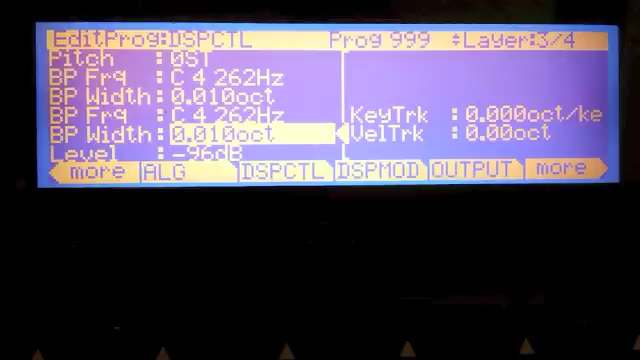 EditProg:DSPCTL Prog 999 Layer:3/4
Pitch :0ST
BP Frq :C 4 262Hz
BP Width:0.010oct
BP Frq :C 4 262Hz KeyTrk :0.000oct/ke
BP Width:0.010oct VelTrk :0.00oct
Level :-96dB
more ALG DSPCTL DSPMOD OUTPUT more